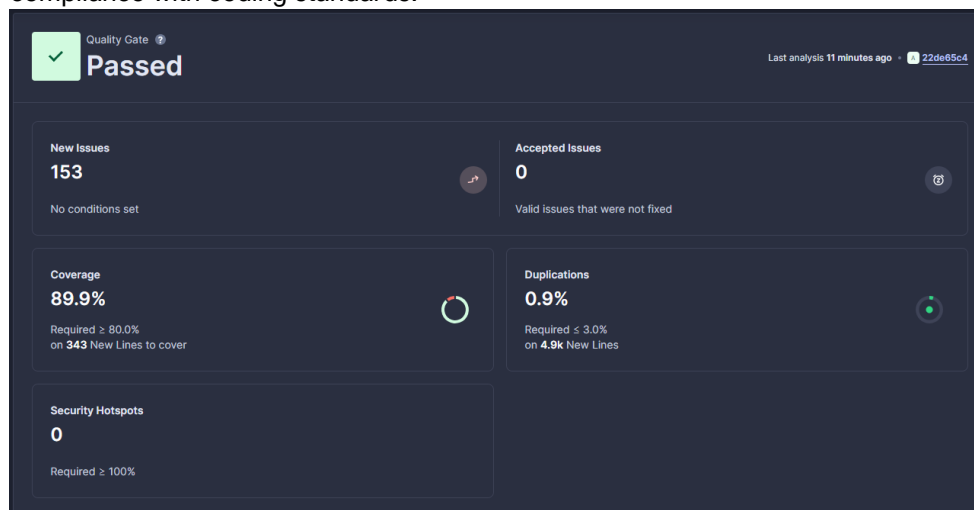 compliance with coding standards.
Quality Gate ?
Passed
Last analysis 11 minutes ago • A 22de65c4
New Issues
153
No conditions set
Accepted Issues
0
Valid issues that were not fixed
Coverage
89.9%
Required ≥ 80.0%
on 343 New Lines to cover
Duplications
0.9%
Required ≤ 3.0%
on 4.9k New Lines
Security Hotspots
0
Required ≥ 100%